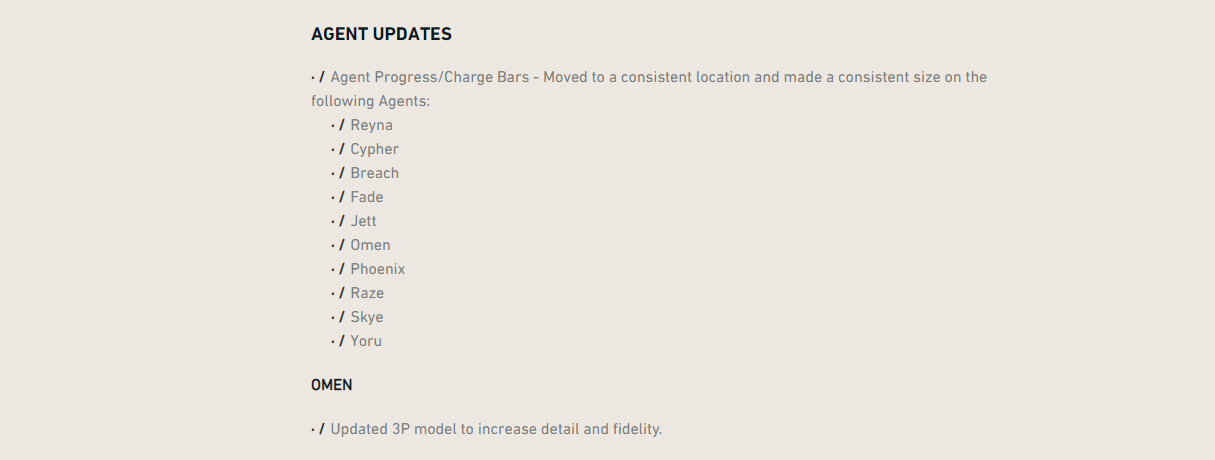 AGENT UPDATES
· / Agent Progress/Charge Bars - Moved to a consistent location and made a consistent size on the
following Agents:
· / Reyna
· / Cypher
· / Breach
· / Fade
· / Jett
· / Omen
· / Phoenix
· / Raze
· / Skye
· / Yoru
OMEN
· / Updated 3P model to increase detail and fidelity.